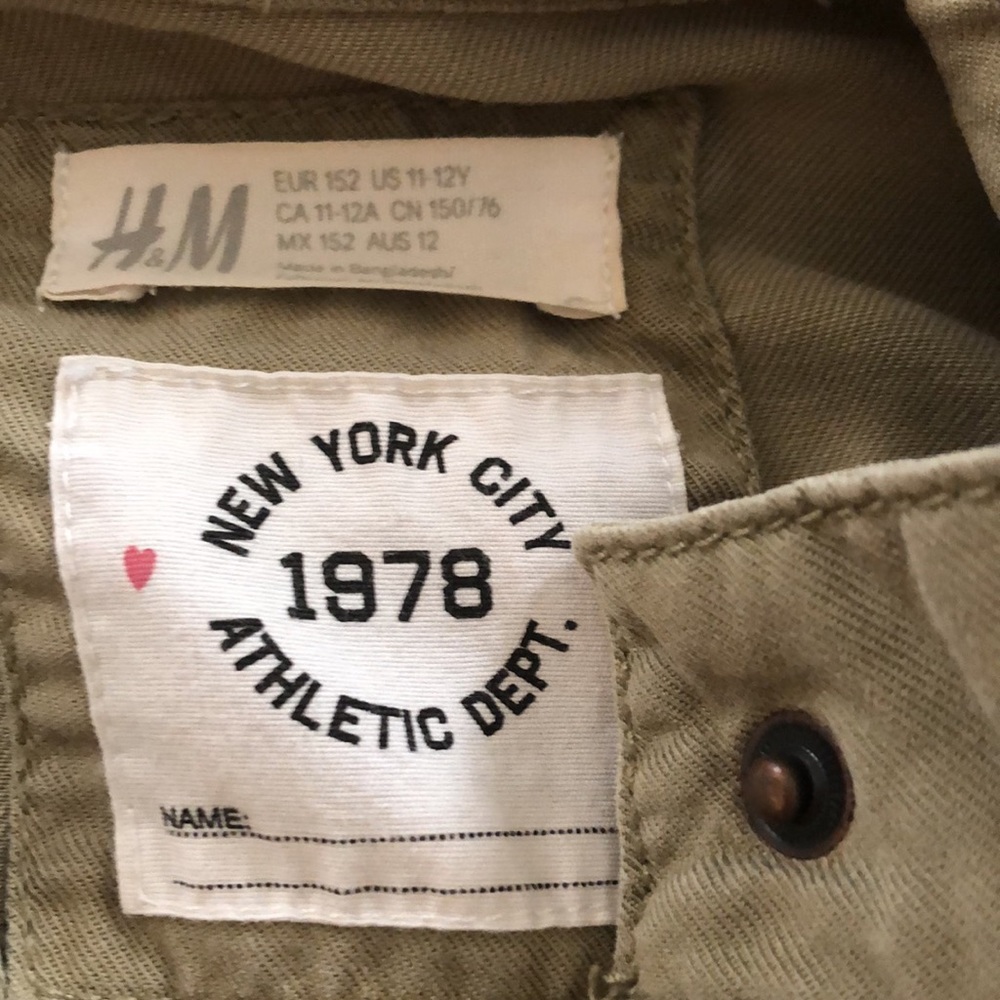 H&M
EUR 152 US 11-12Y
CA 11-12A CN 150/76
MX 152 AUS 12
Made in Bangladesh/
NEW YORK CITY
1978
ATHLETIC DEPT.
NAME: